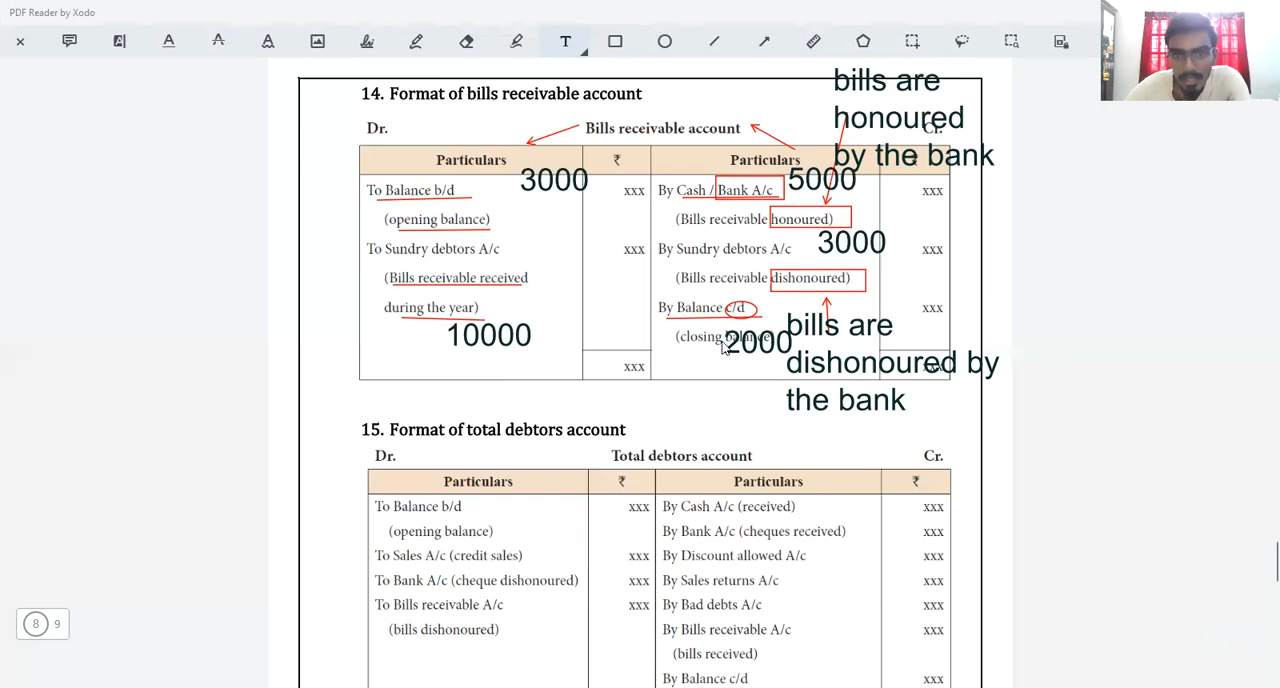 PDF Reader by Xodo
14. Format of bills receivable account
bills are
honoured
by the bank
Dr. Bills receivable account Cr.
Particulars ₹ Particulars
To Balance b/d 3000 xxx By Cash / Bank A/c 5000 xxx
(opening balance) (Bills receivable honoured)
To Sundry debtors A/c xxx By Sundry debtors A/c 3000 xxx
(Bills receivable received (Bills receivable dishonoured)
during the year) By Balance c/d xxx
10000 (closing balance) 2000
bills are
dishonoured by
the bank
xxx xxx
15. Format of total debtors account
Dr. Total debtors account Cr.
Particulars ₹ Particulars ₹
To Balance b/d xxx By Cash A/c (received) xxx
(opening balance) By Bank A/c (cheques received) xxx
To Sales A/c (credit sales) xxx By Discount allowed A/c xxx
To Bank A/c (cheque dishonoured) xxx By Sales returns A/c xxx
To Bills receivable A/c xxx By Bad debts A/c xxx
(bills dishonoured) By Bills receivable A/c xxx
(bills received)
By Balance c/d xxx
8 9